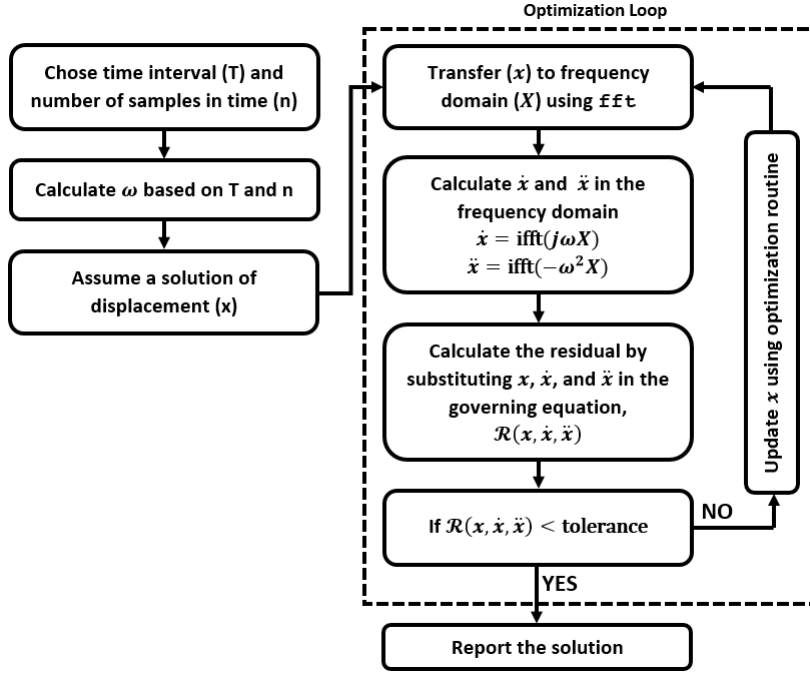 Optimization Loop
Chose time interval (T) and
number of samples in time (n)
Calculate ω based on T and n
Assume a solution of
displacement (x)
Transfer (x) to frequency
domain (X) using fft
Calculate ẋ and ẍ in the
frequency domain
ẋ = ifft(jωX)
ẍ = ifft(−ω²X)
Calculate the residual by
substituting x, ẋ, and ẍ in the
governing equation,
ℛ(x, ẋ, ẍ)
If ℛ(x, ẋ, ẍ) < tolerance
NO
Update x using optimization routine
YES
Report the solution